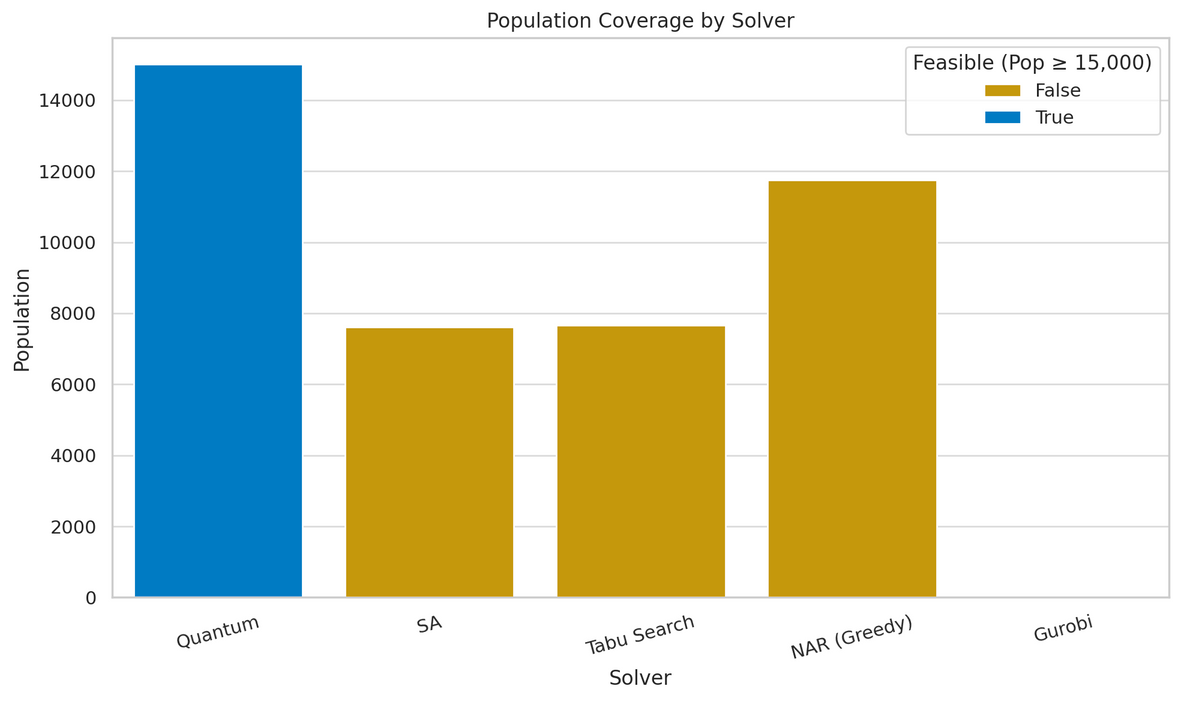 Population Coverage by Solver
Feasible (Pop ≥ 15,000)
False
True
Population
14000
12000
10000
8000
6000
4000
2000
0
Quantum
SA
Tabu Search
NAR (Greedy)
Gurobi
Solver